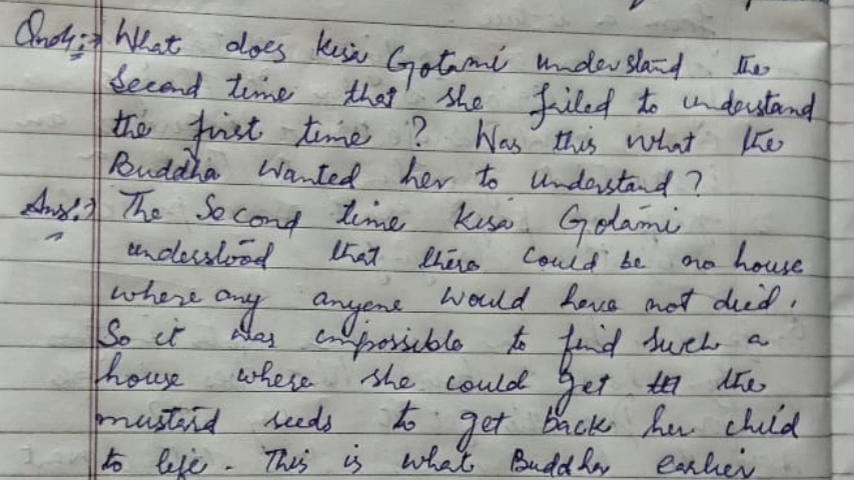 Qno4:→ What does Kisa Gotami understand the
second time that she failed to understand
the first time ? Was this what the
Buddha wanted her to understand ?
Ans:→ The Second time Kisa Gotami
understood that there could be no house
where any anyone would have not died.
So it was impossible to find such a
house where she could get the
mustard seeds to get back her child
to life. This is what Buddha earlier